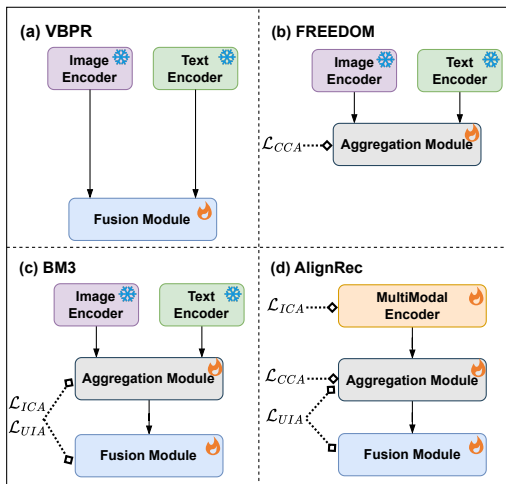 (a) VBPR
Image
Encoder
Text
Encoder
Fusion Module
(b) FREEDOM
Image
Encoder
Text
Encoder
ℒCCA
Aggregation Module
(c) BM3
Image
Encoder
Text
Encoder
Aggregation Module
ℒICA
ℒUIA
Fusion Module
(d) AlignRec
ℒICA
MultiModal
Encoder
ℒCCA
Aggregation Module
ℒUIA
Fusion Module